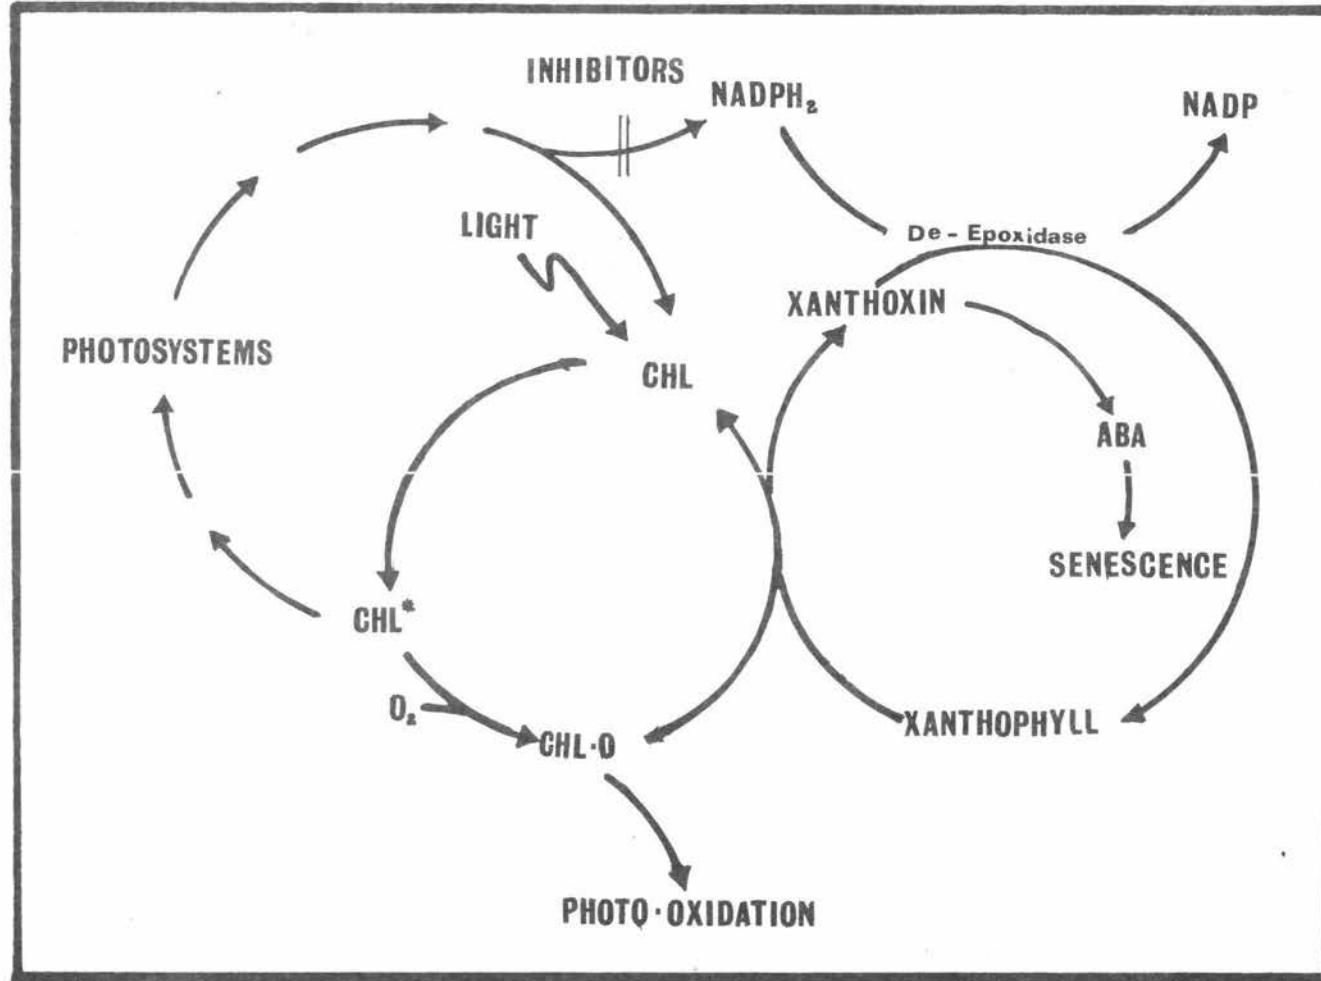 INHIBITORS
NADPH₂
NADP
LIGHT
De - Epoxidase
XANTHOXIN
PHOTOSYSTEMS
CHL
ABA
SENESCENCE
CHL*
O₂
CHL·O
XANTHOPHYLL
PHOTO·OXIDATION